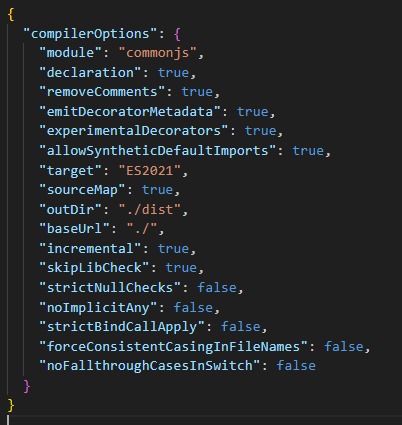 {
"compilerOptions": {
"module": "commonjs",
"declaration": true,
"removeComments": true,
"emitDecoratorMetadata": true,
"experimentalDecorators": true,
"allowSyntheticDefaultImports": true,
"target": "ES2021",
"sourceMap": true,
"outDir": "./dist",
"baseUrl": "./",
"incremental": true,
"skipLibCheck": true,
"strictNullChecks": false,
"noImplicitAny": false,
"strictBindCallApply": false,
"forceConsistentCasingInFileNames": false,
"noFallthroughCasesInSwitch": false
}
}